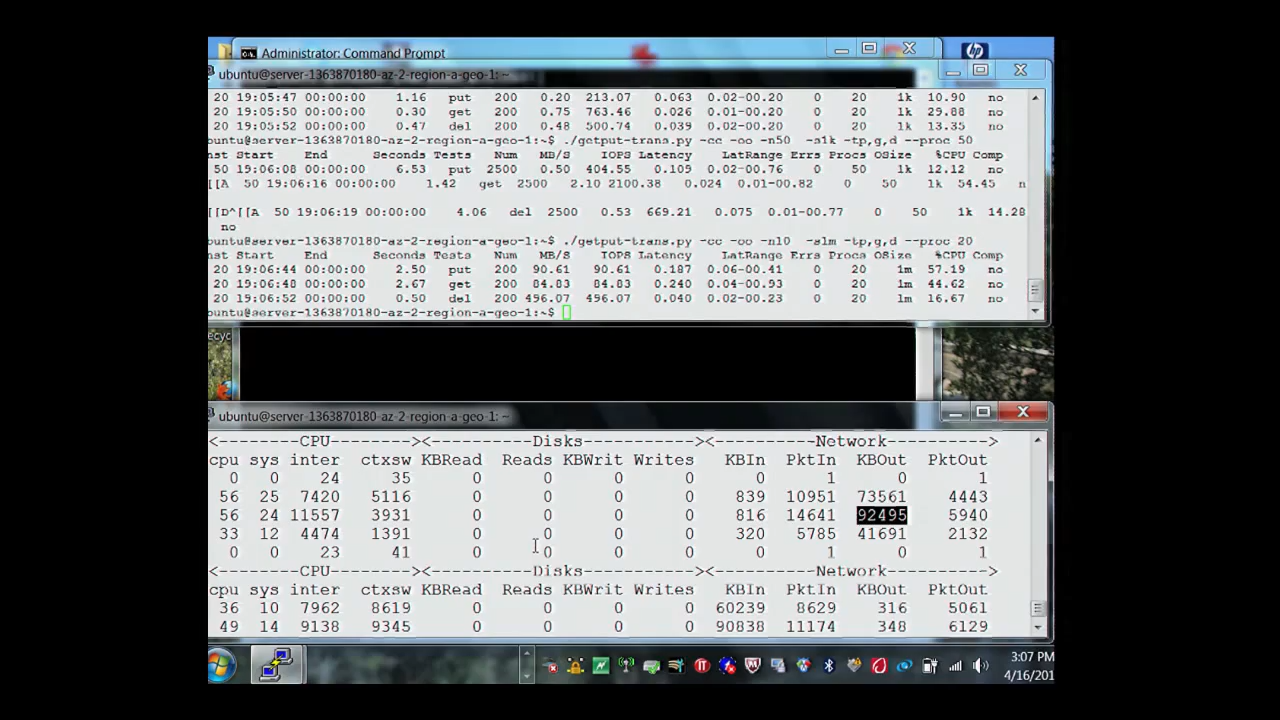 Administrator: Command Prompt
ubuntu@server-1363870180-az-2-region-a-geo-1: ~
20 19:05:47 00:00:00 1.16 put 200 0.20 213.07 0.063 0.02-00.20 0 20 1k 10.90 no
20 19:05:50 00:00:00 0.30 get 200 0.75 763.46 0.026 0.01-00.20 0 20 1k 29.88 no
20 19:05:52 00:00:00 0.47 del 200 0.48 500.74 0.039 0.02-00.20 0 20 1k 13.35 no
buntu@server-1363870180-az-2-region-a-geo-1:~$ ./getput-trans.py -cc -oo -n50 -s1k -tp,g,d --proc 50
nst Start End Seconds Tests Num MB/S IOPS Latency LatRange Errs Procs OSize %CPU Comp
50 19:06:08 00:00:00 6.53 put 2500 0.50 404.55 0.105 0.02-00.76 0 50 1k 12.12 no
[[A 50 19:06:16 00:00:00 1.42 get 2500 2.10 2100.38 0.024 0.01-00.82 0 50 1k 54.45 n
[[D^[[A 50 19:06:19 00:00:00 4.06 del 2500 0.53 669.21 0.075 0.01-00.77 0 50 1k 14.28
no
buntu@server-1363870180-az-2-region-a-geo-1:~$ ./getput-trans.py -cc -oo -n10 -s1m -tp,g,d --proc 20
nst Start End Seconds Tests Num MB/S IOPS Latency LatRange Errs Procs OSize %CPU Comp
20 19:06:44 00:00:00 2.50 put 200 90.61 90.61 0.187 0.06-00.41 0 20 1m 57.19 no
20 19:06:48 00:00:00 2.67 get 200 84.83 84.83 0.240 0.04-00.93 0 20 1m 44.62 no
20 19:06:52 00:00:00 0.50 del 200 496.07 496.07 0.040 0.02-00.23 0 20 1m 16.67 no
buntu@server-1363870180-az-2-region-a-geo-1:~$
ecyc
ubuntu@server-1363870180-az-2-region-a-geo-1: ~
<--------CPU--------><----------Disks-----------><----------Network---------->
cpu sys inter ctxsw KBRead Reads KBWrit Writes KBIn PktIn KBOut PktOut
0 0 24 35 0 0 0 0 0 1 0 1
56 25 7420 5116 0 0 0 0 839 10951 73561 4443
56 24 11557 3931 0 0 0 0 816 14641 92495 5940
33 12 4474 1391 0 0 0 0 320 5785 41691 2132
0 0 23 41 0 0 0 0 0 1 0 1
<--------CPU--------><----------Disks-----------><----------Network---------->
cpu sys inter ctxsw KBRead Reads KBWrit Writes KBIn PktIn KBOut PktOut
36 10 7962 8619 0 0 0 0 60239 8629 316 5061
49 14 9138 9345 0 0 0 0 90838 11174 348 6129
3:07 PM
4/16/201